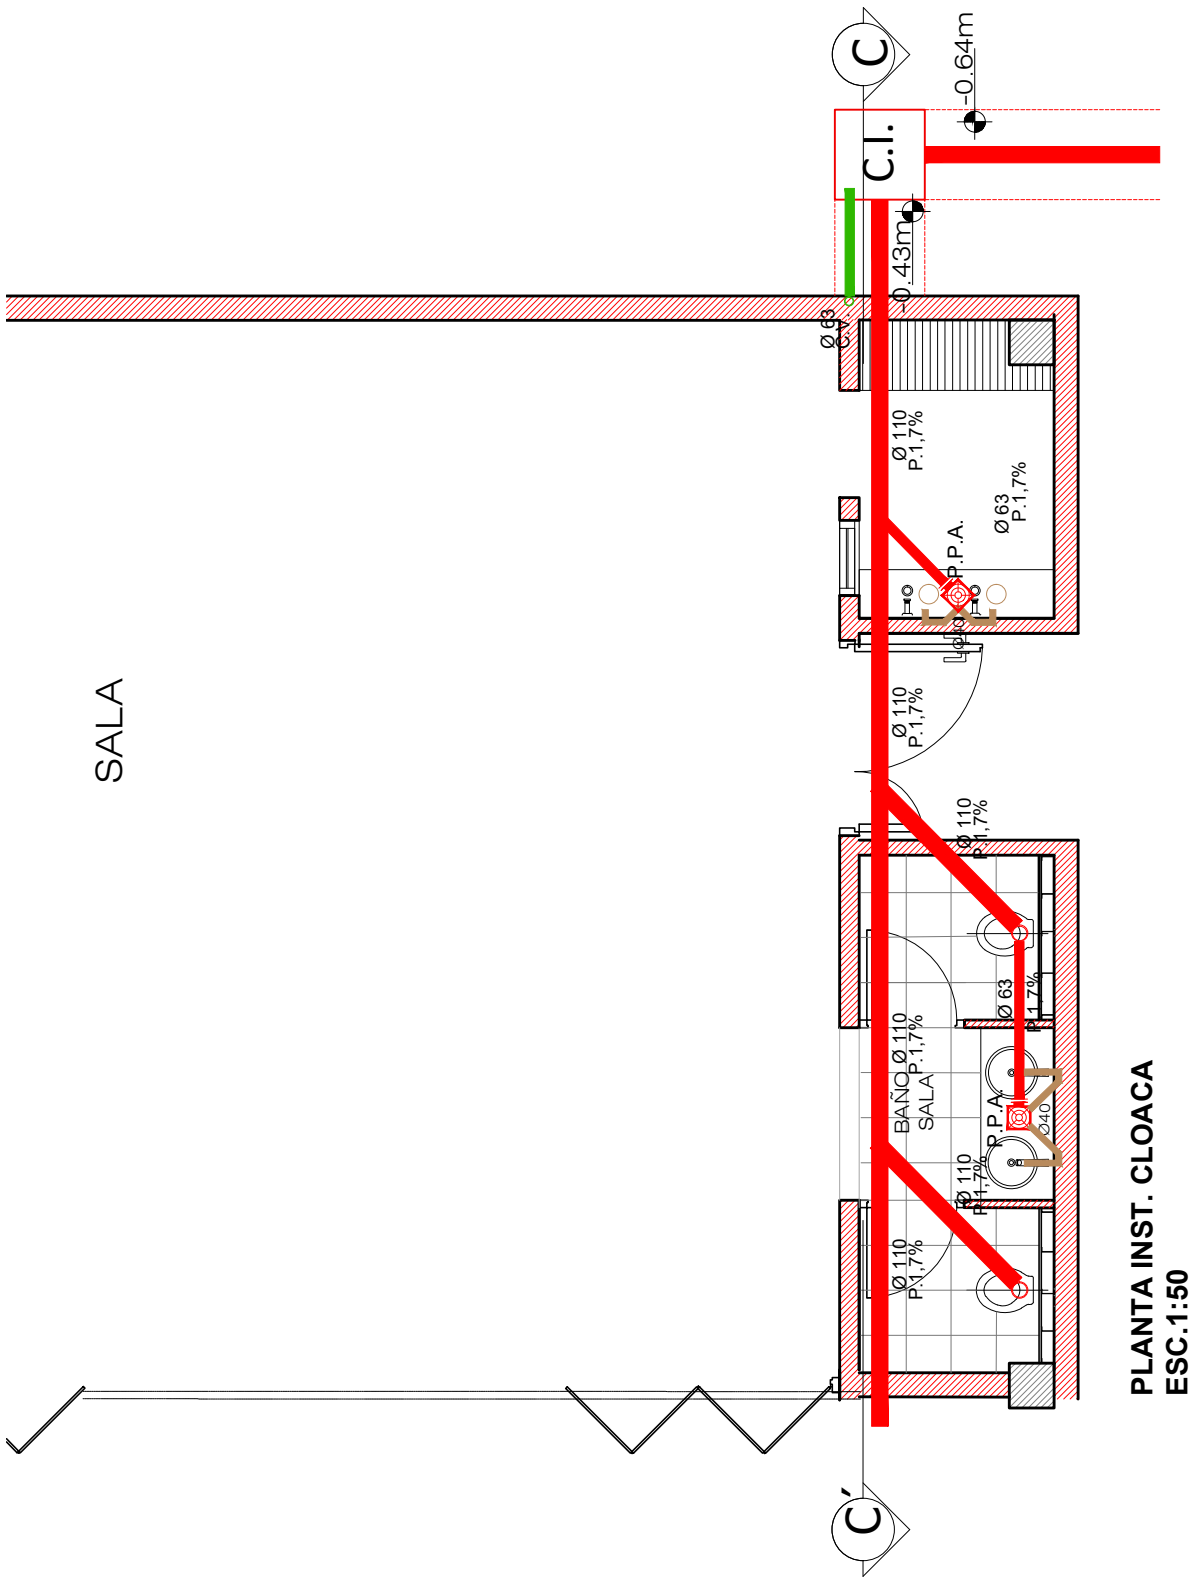 C
-0.64m
C.I.
-0.43m
Ø 63
C.V.
Ø 110
P.1,7%
Ø 63
P.1,7%
P.P.A.
Ø40
SALA
Ø 110
P.1,7%
Ø 110
P.1,7%
Ø 63
P.1,7%
Ø 110
P.1,7%
BAÑO
SALA
P.P.A.
Ø40
Ø 110
P.1,7%
Ø 110
P.1,7%
C´
PLANTA INST. CLOACA
ESC.1:50